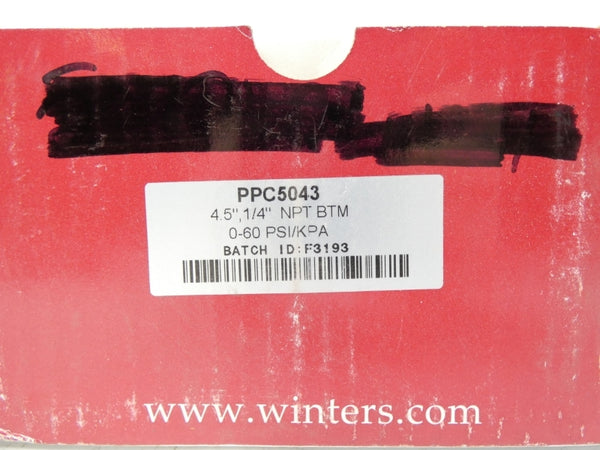 PPC5043
4.5",1/4" NPT BTM
0-60 PSI/KPA
BATCH ID:F3193
www.winters.com